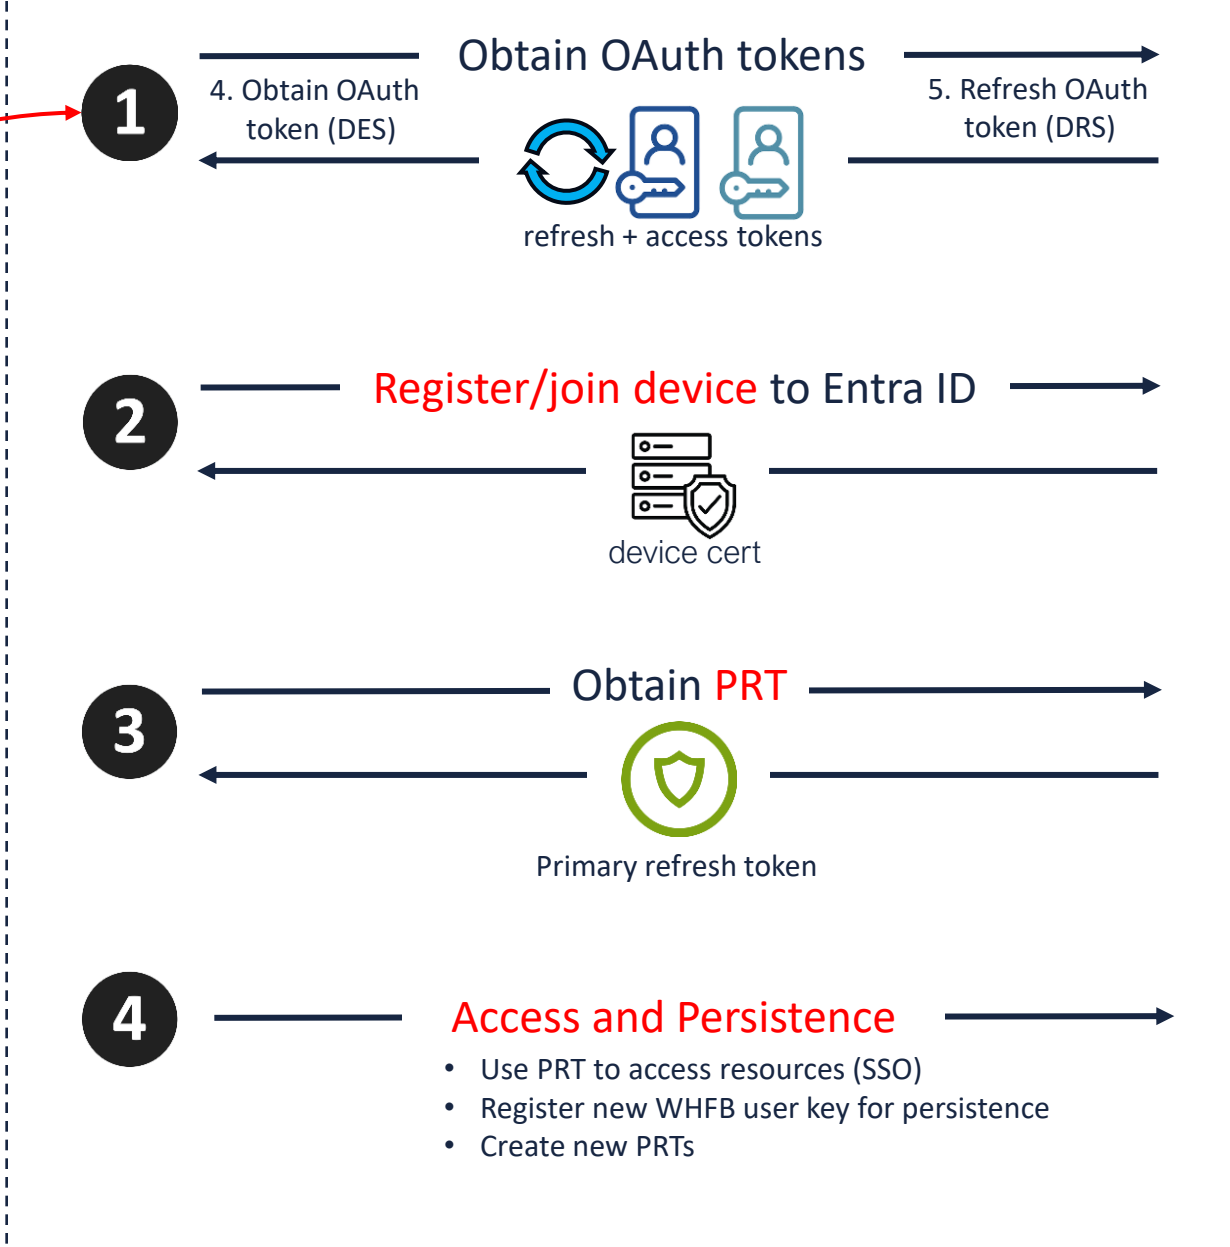 1
Obtain OAuth tokens
4. Obtain OAuth
token (DES)
5. Refresh OAuth
token (DRS)
refresh + access tokens
2
Register/join device to Entra ID
device cert
3
Obtain PRT
Primary refresh token
4
Access and Persistence
• Use PRT to access resources (SSO)
• Register new WHFB user key for persistence
• Create new PRTs